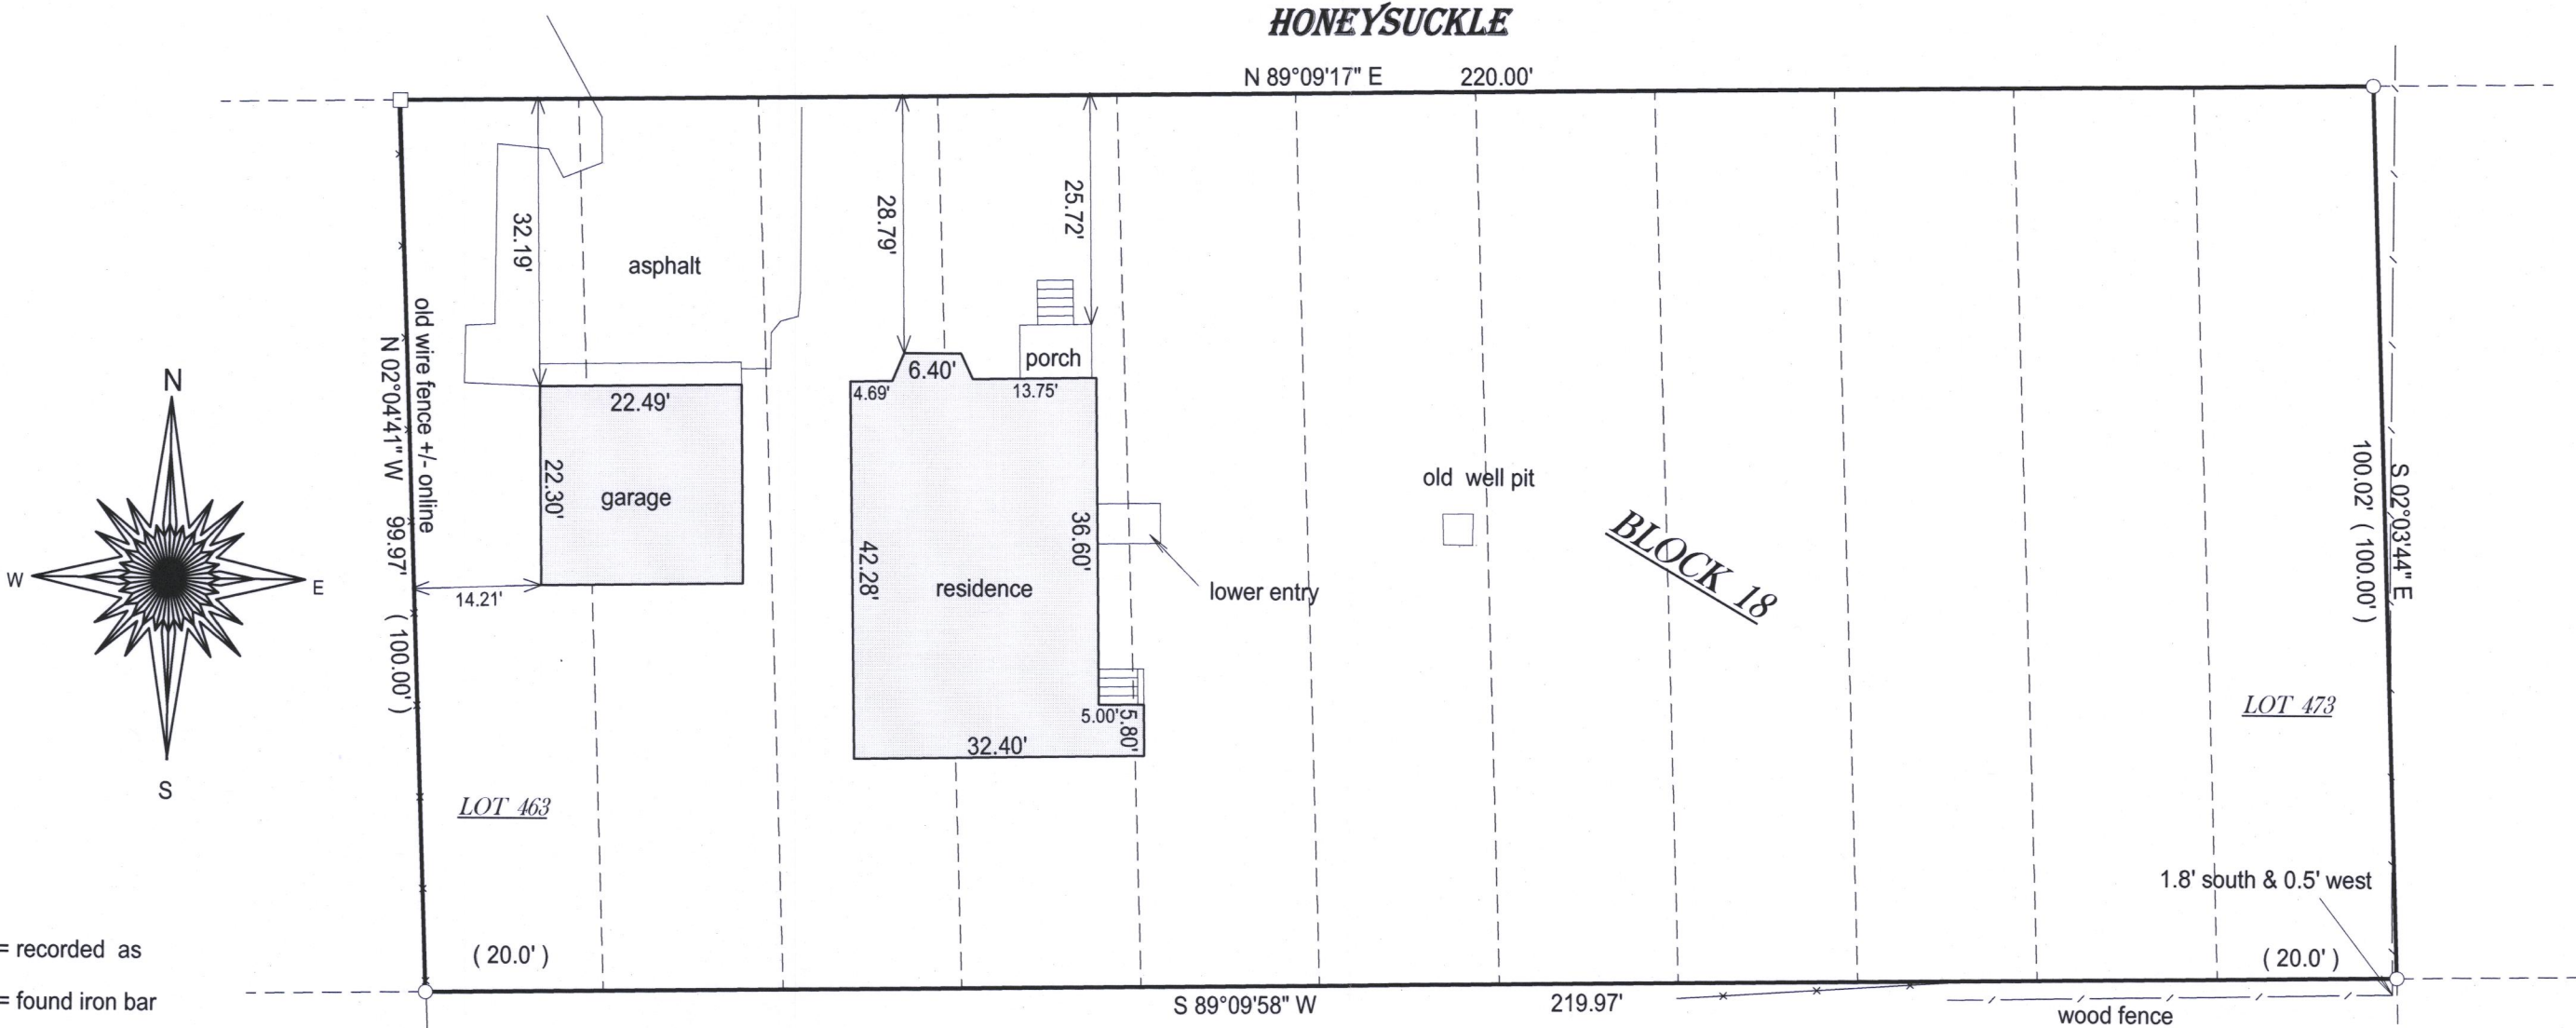 HONEYSUCKLE
N 89°09'17" E 220.00'
32.19'
28.79'
25.72'
asphalt
porch
6.40'
4.69'
13.75'
22.49'
22.30'
garage
14.21'
old wire fence +/- online
N 02°04'41" W 99.97' ( 100.00' )
N
W
E
S
42.28'
36.60'
residence
lower entry
5.00'
5.80'
32.40'
old well pit
BLOCK 18
S 02°03'44" E
100.02' ( 100.00' )
LOT 473
LOT 463
1.8' south & 0.5' west
= recorded as
( 20.0' )
( 20.0' )
= found iron bar
S 89°09'58" W 219.97'
wood fence